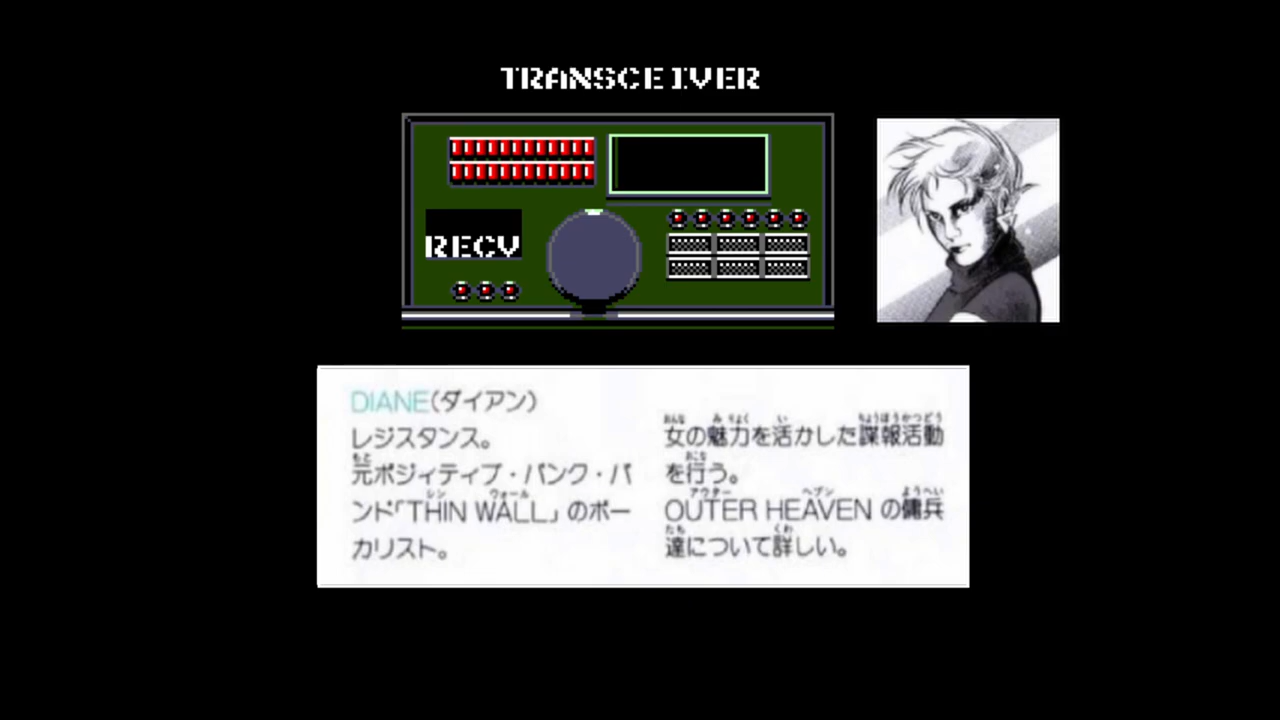 TRANSCEIVER
RECV
DIANE(ダイアン)
レジスタンス。
元ポジィティブ・パンク・バ
ンド「THIN WALL」のボー
カリスト。
女の魅力を活かした諜報活動
を行う。
OUTER HEAVEN の傭兵
達について詳しい。